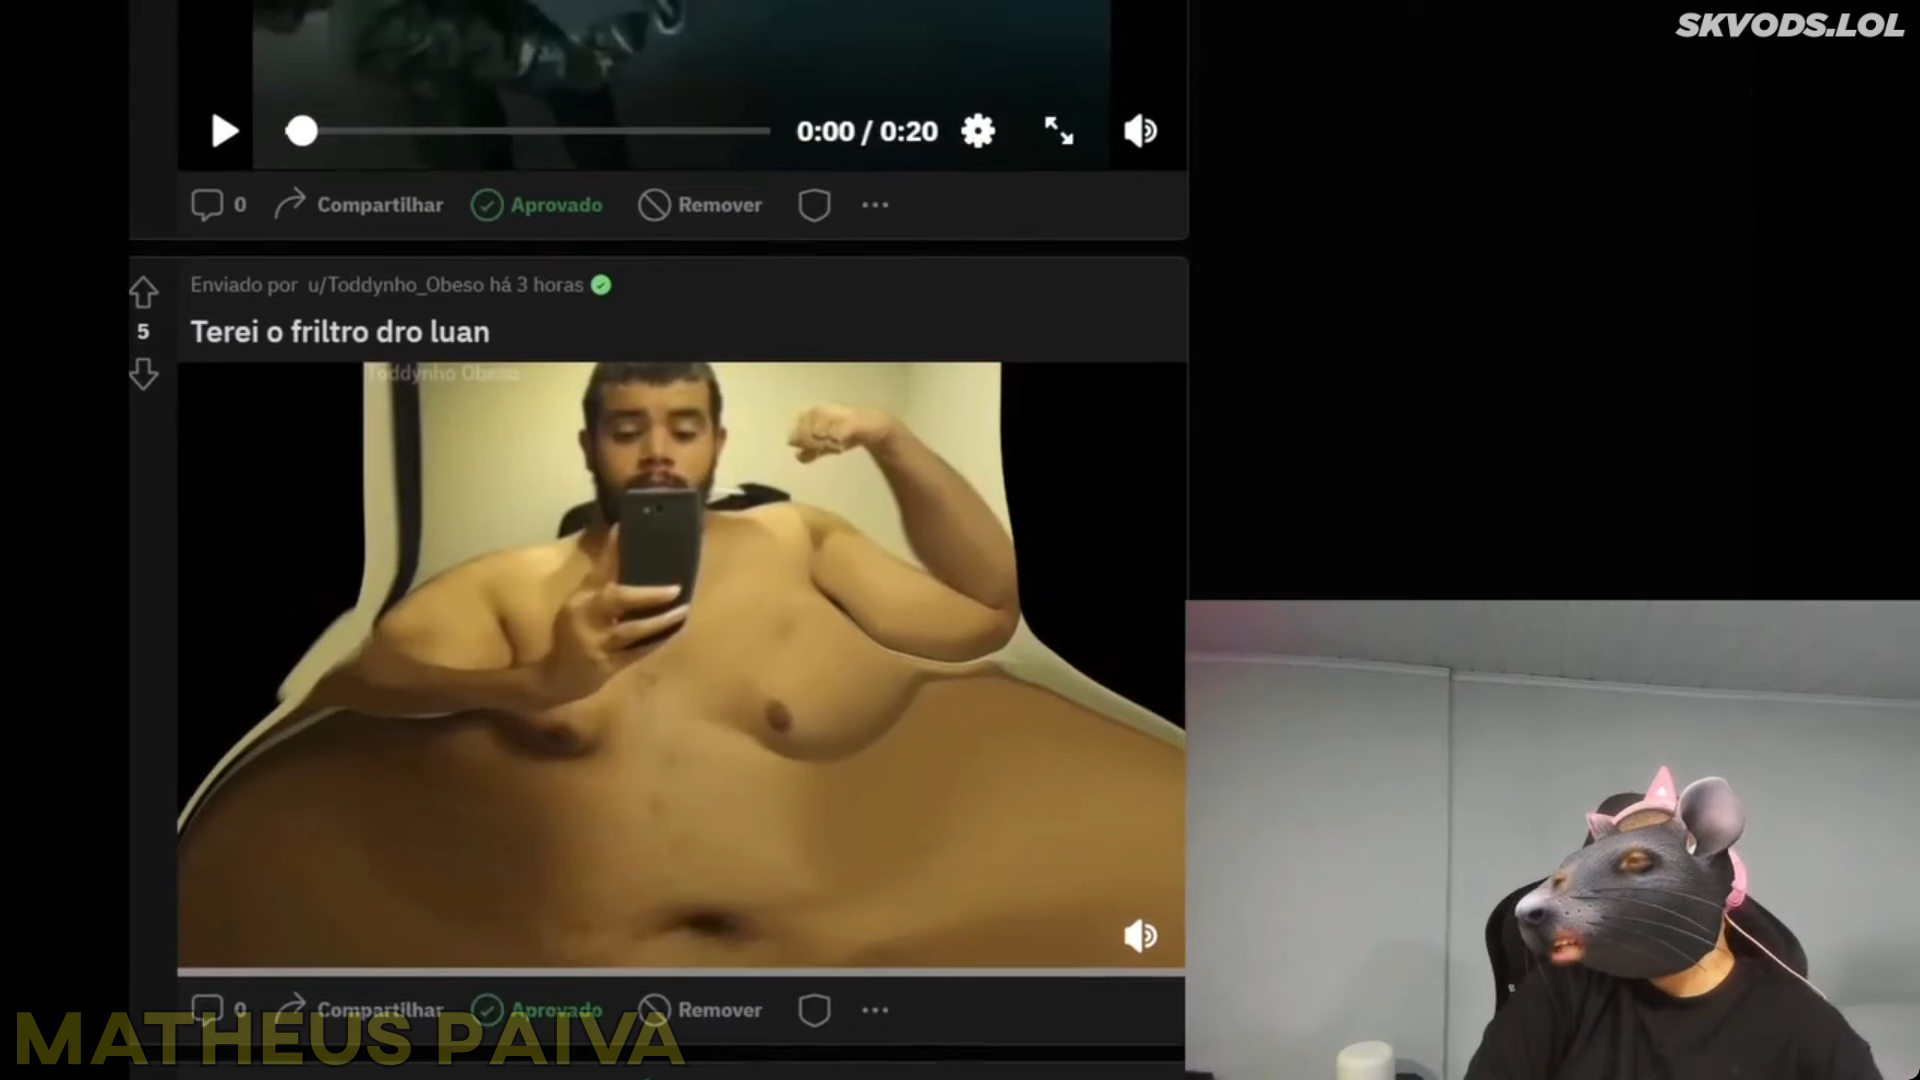 SKVODS.LOL
0:00 / 0:20
0 Compartilhar Aprovado Remover
Enviado por u/Toddynho_Obeso há 3 horas
5
Terei o friltro dro luan
Toddynho Obeso
0 Compartilhar Aprovado Remover
MATHEUS PAIVA